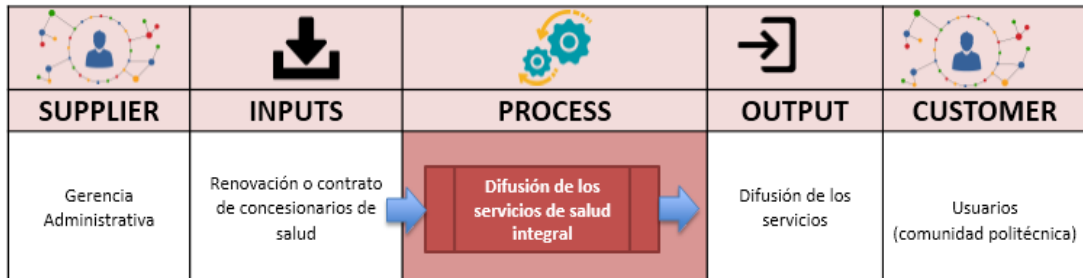 SUPPLIER
INPUTS
PROCESS
OUTPUT
CUSTOMER
Gerencia
Administrativa
Renovación o contrato
de concesionarios de
salud
Difusión de los
servicios de salud
integral
Difusión de los
servicios
Usuarios
(comunidad politécnica)